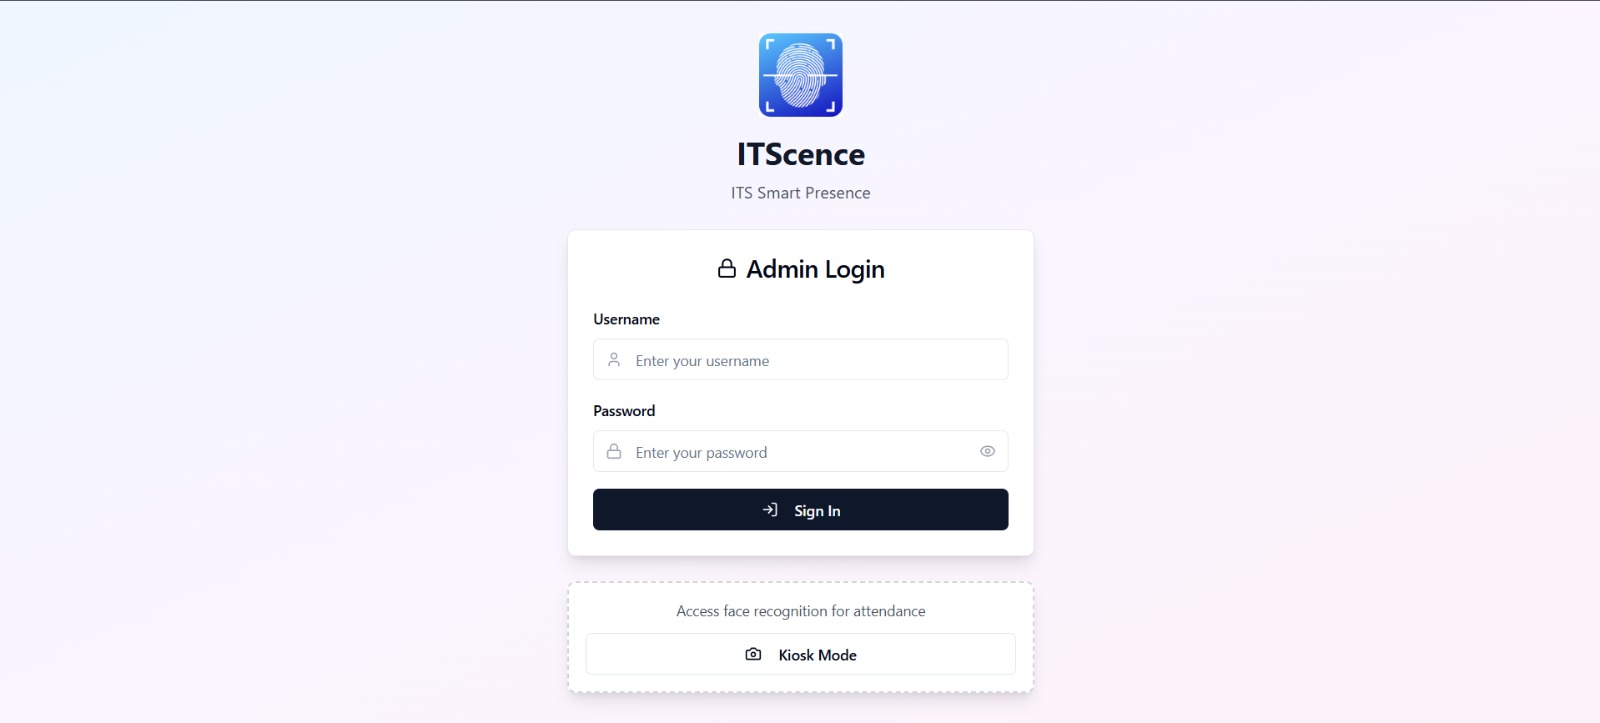 ITScence
ITS Smart Presence
Admin Login
Username
Enter your username
Password
Enter your password
Sign In
Access face recognition for attendance
Kiosk Mode